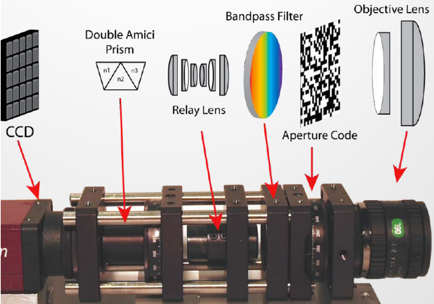 Objective Lens
Bandpass Filter
Double Amici
Prism
n1
n3
n2
Relay Lens
Aperture Code
CCD